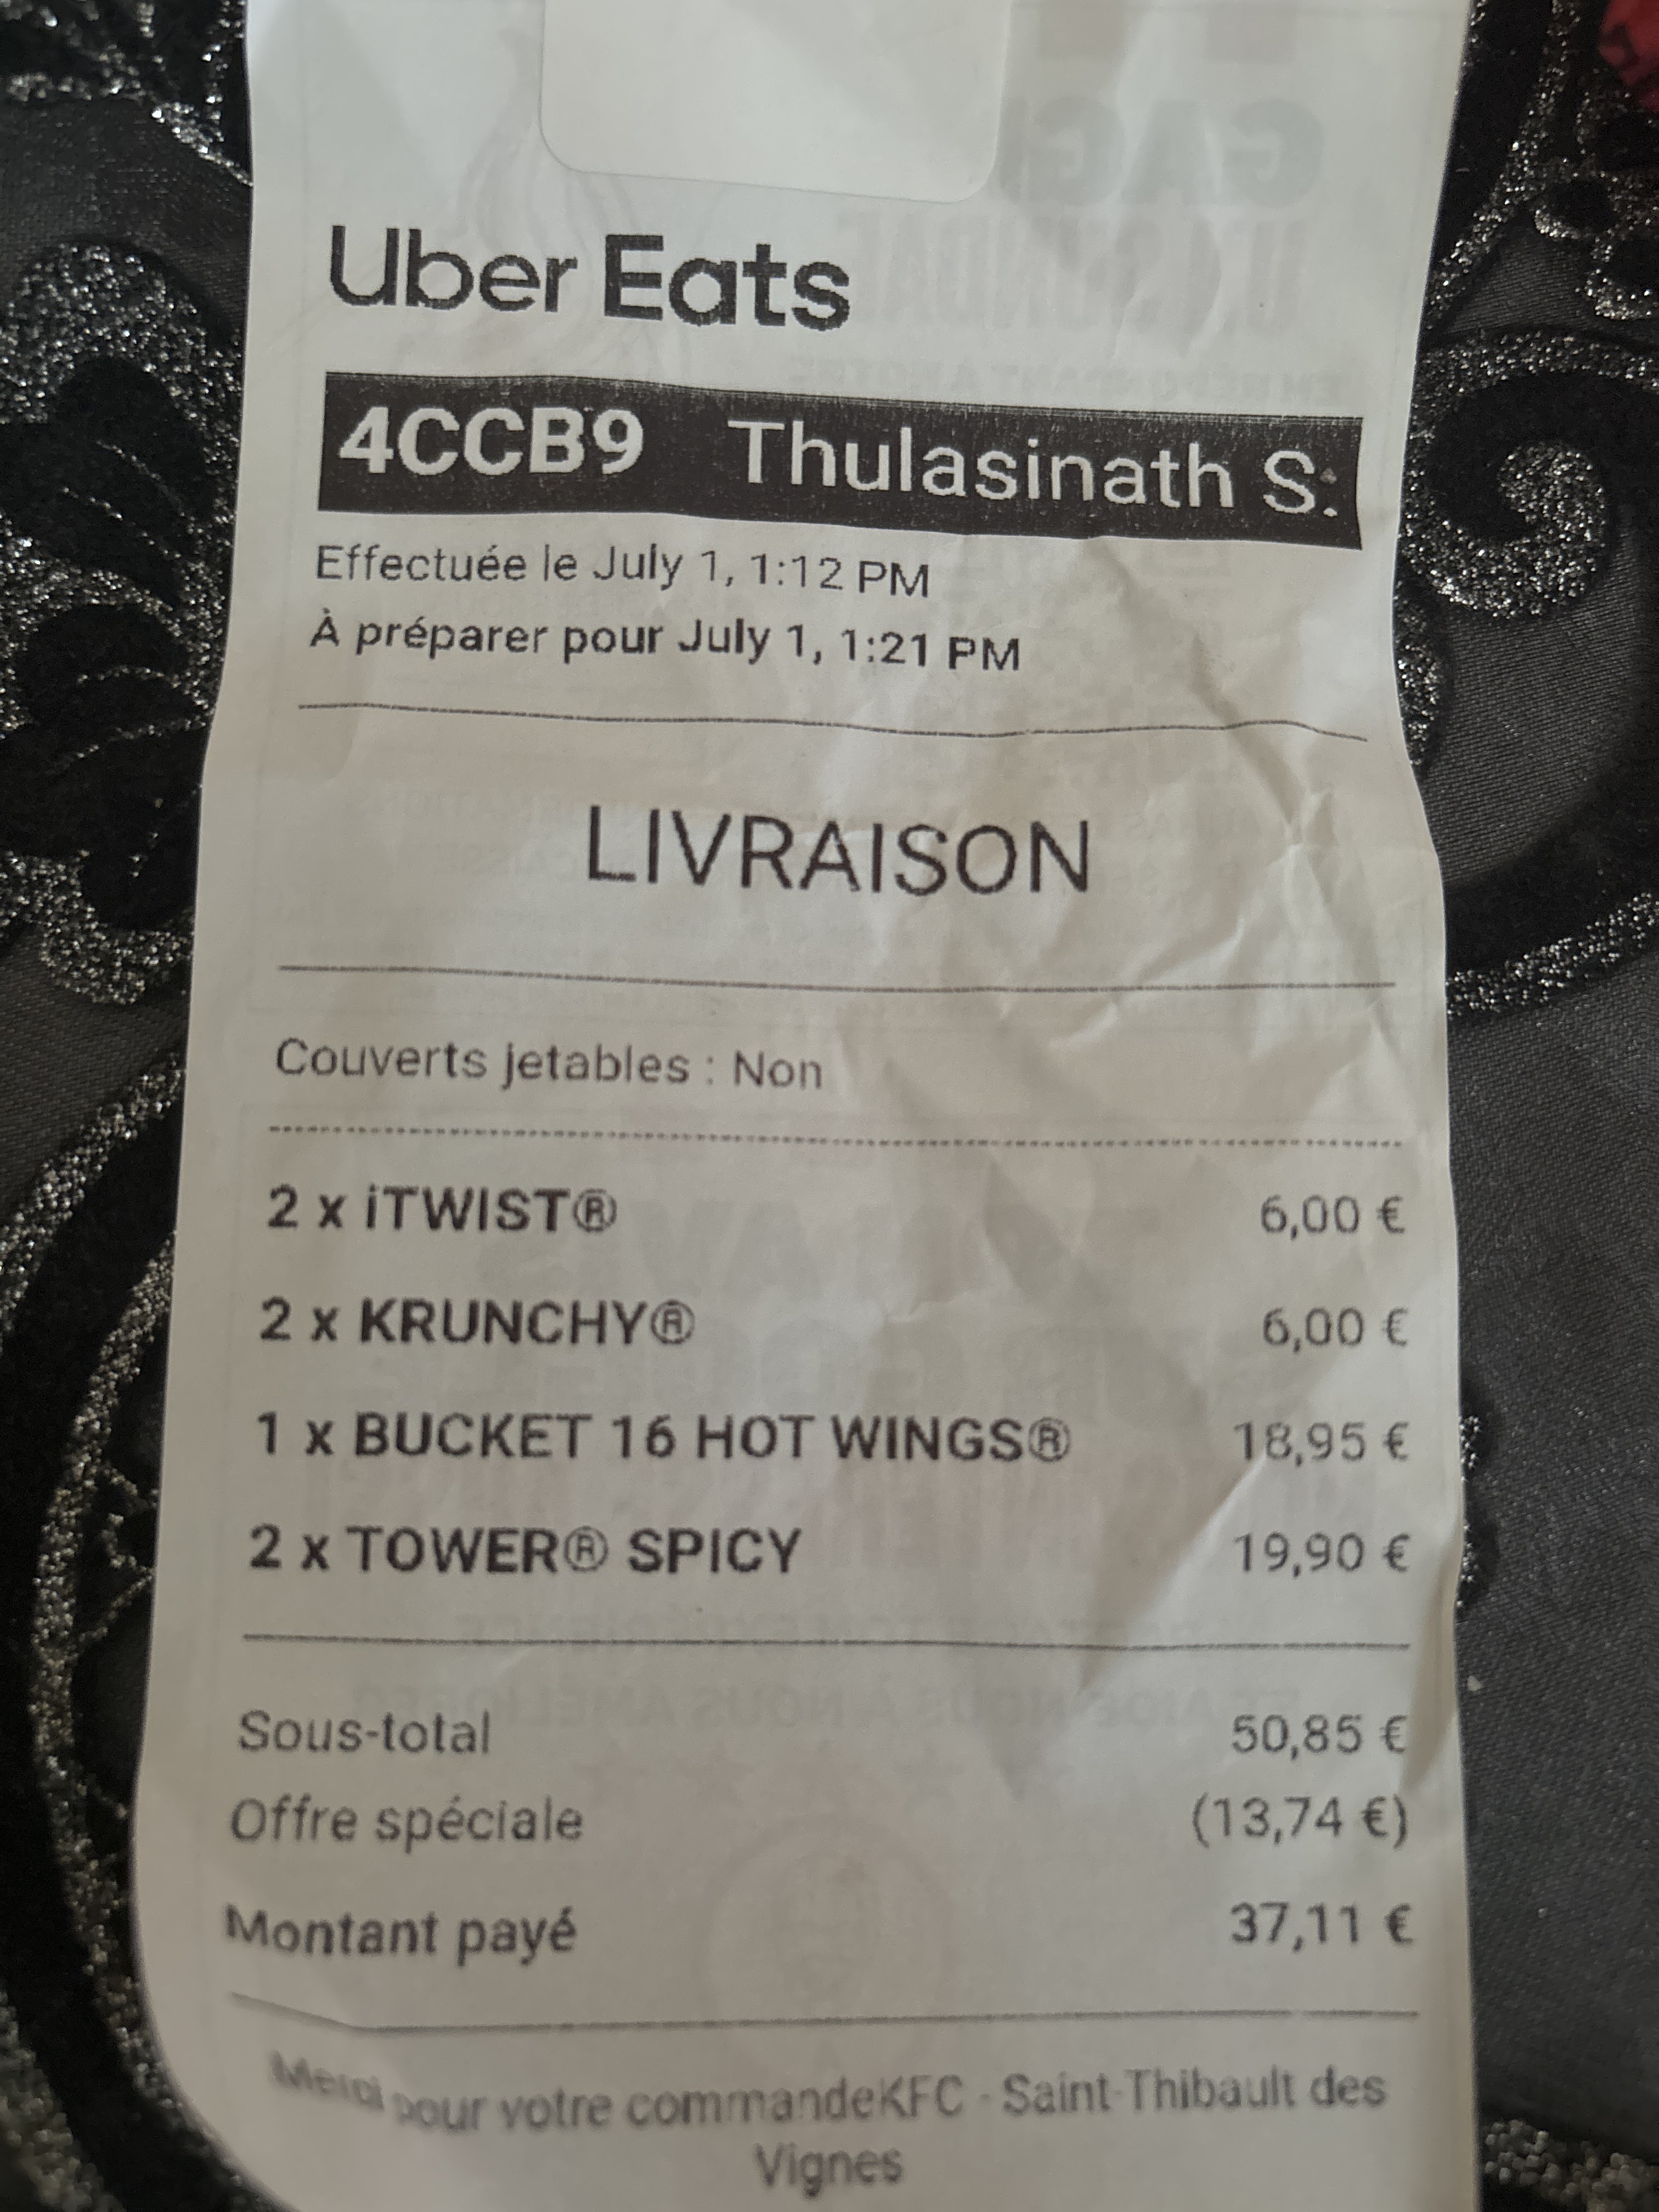 Uber Eats
4CCB9 Thulasinath S.
Effectuée le July 1, 1:12 PM
À préparer pour July 1, 1:21 PM
LIVRAISON
Couverts jetables : Non
2 x iTWIST® 6,00 €
2 x KRUNCHY® 6,00 €
1 x BUCKET 16 HOT WINGS® 18,95 €
2 x TOWER® SPICY 19,90 €
Sous-total 50,85 €
Offre spéciale (13,74 €)
Montant payé 37,11 €
Merci pour votre commandeKFC - Saint-Thibault des
Vignes